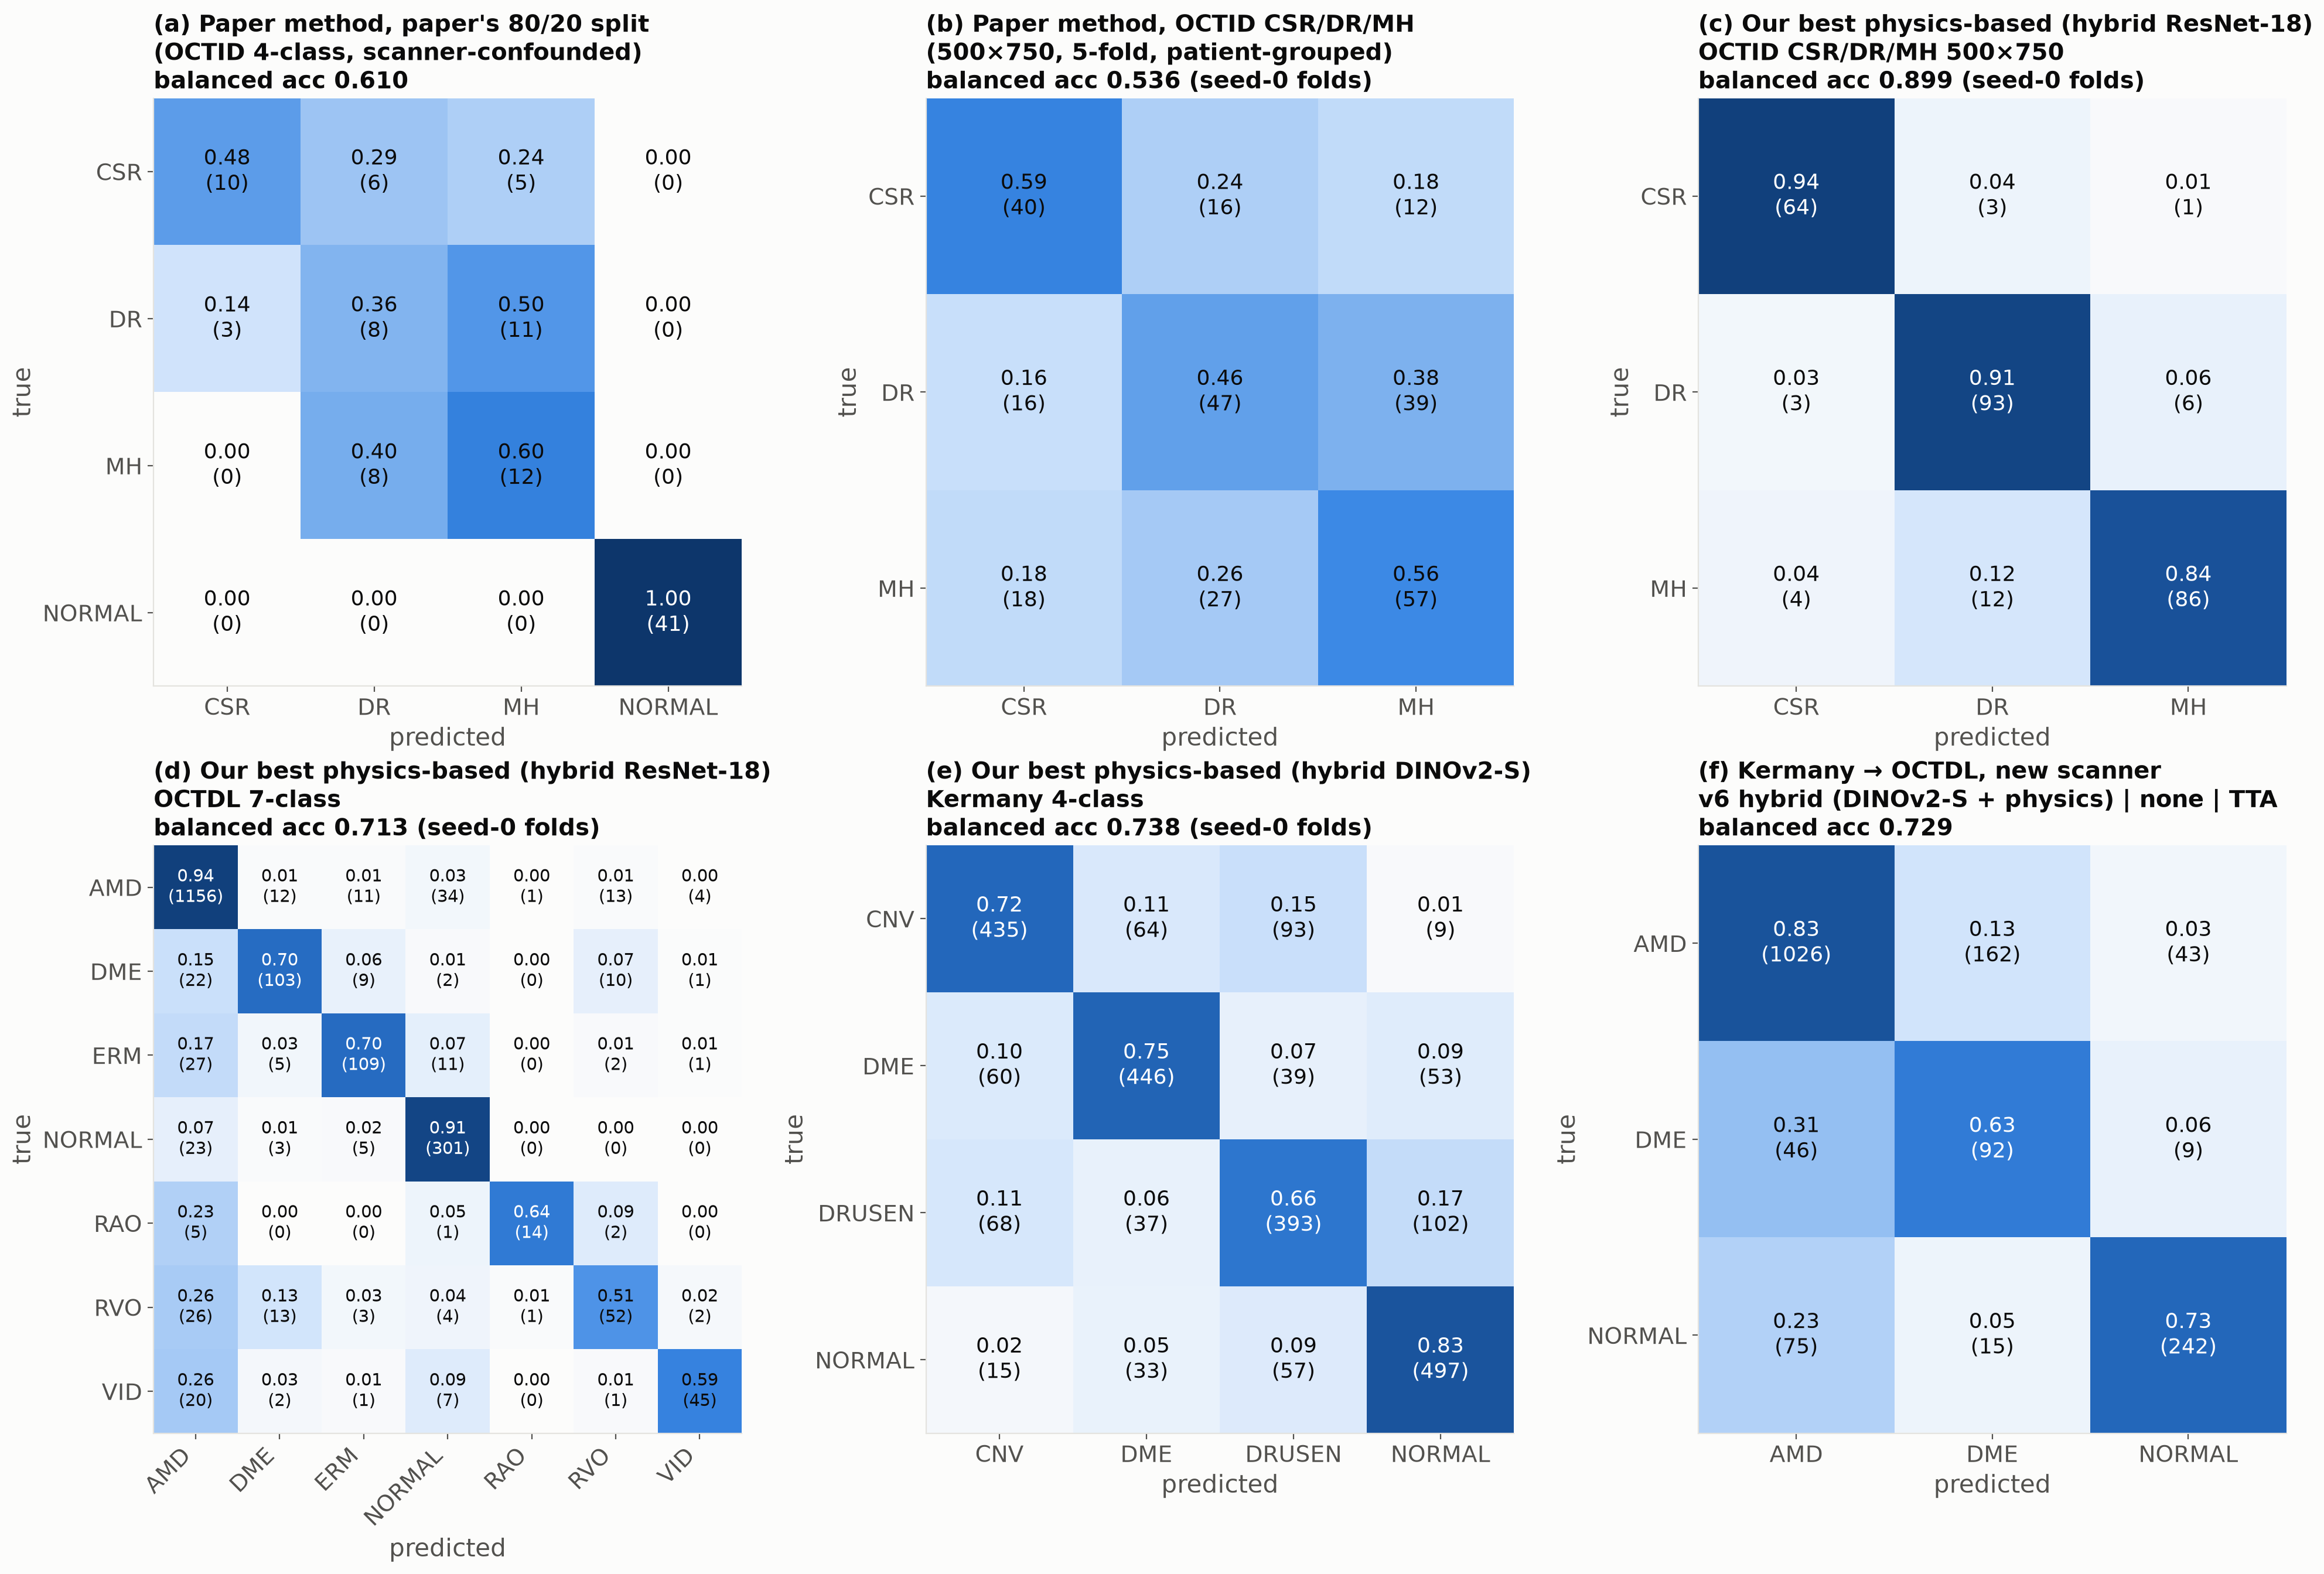 (a) Paper method, paper's 80/20 split
(OCTID 4-class, scanner-confounded)
balanced acc 0.610
true
CSR
0.48 0.29 0.24 0.00
(10) (6) (5) (0)
DR
0.14 0.36 0.50 0.00
(3) (8) (11) (0)
MH
0.00 0.40 0.60 0.00
(0) (8) (12) (0)
NORMAL
0.00 0.00 0.00 1.00
(0) (0) (0) (41)
CSR DR MH NORMAL
predicted
(b) Paper method, OCTID CSR/DR/MH
(500×750, 5-fold, patient-grouped)
balanced acc 0.536 (seed-0 folds)
true
CSR
0.59 0.24 0.18
(40) (16) (12)
DR
0.16 0.46 0.38
(16) (47) (39)
MH
0.18 0.26 0.56
(18) (27) (57)
CSR DR MH
predicted
(c) Our best physics-based (hybrid ResNet-18)
OCTID CSR/DR/MH 500×750
balanced acc 0.899 (seed-0 folds)
true
CSR
0.94 0.04 0.01
(64) (3) (1)
DR
0.03 0.91 0.06
(3) (93) (6)
MH
0.04 0.12 0.84
(4) (12) (86)
CSR DR MH
predicted
(d) Our best physics-based (hybrid ResNet-18)
OCTDL 7-class
balanced acc 0.713 (seed-0 folds)
true
AMD
0.94 0.01 0.01 0.03 0.00 0.01 0.00
(1156) (12) (11) (34) (1) (13) (4)
DME
0.15 0.70 0.06 0.01 0.00 0.07 0.01
(22) (103) (9) (2) (0) (10) (1)
ERM
0.17 0.03 0.70 0.07 0.00 0.01 0.01
(27) (5) (109) (11) (0) (2) (1)
NORMAL
0.07 0.01 0.02 0.91 0.00 0.00 0.00
(23) (3) (5) (301) (0) (0) (0)
RAO
0.23 0.00 0.00 0.05 0.64 0.09 0.00
(5) (0) (0) (1) (14) (2) (0)
RVO
0.26 0.13 0.03 0.04 0.01 0.51 0.02
(26) (13) (3) (4) (1) (52) (2)
VID
0.26 0.03 0.01 0.09 0.00 0.01 0.59
(20) (2) (1) (7) (0) (1) (45)
AMD DME ERM NORMAL RAO RVO VID
predicted
(e) Our best physics-based (hybrid DINOv2-S)
Kermany 4-class
balanced acc 0.738 (seed-0 folds)
true
CNV
0.72 0.11 0.15 0.01
(435) (64) (93) (9)
DME
0.10 0.75 0.07 0.09
(60) (446) (39) (53)
DRUSEN
0.11 0.06 0.66 0.17
(68) (37) (393) (102)
NORMAL
0.02 0.05 0.09 0.83
(15) (33) (57) (497)
CNV DME DRUSEN NORMAL
predicted
(f) Kermany → OCTDL, new scanner
v6 hybrid (DINOv2-S + physics) | none | TTA
balanced acc 0.729
true
AMD
0.83 0.13 0.03
(1026) (162) (43)
DME
0.31 0.63 0.06
(46) (92) (9)
NORMAL
0.23 0.05 0.73
(75) (15) (242)
AMD DME NORMAL
predicted